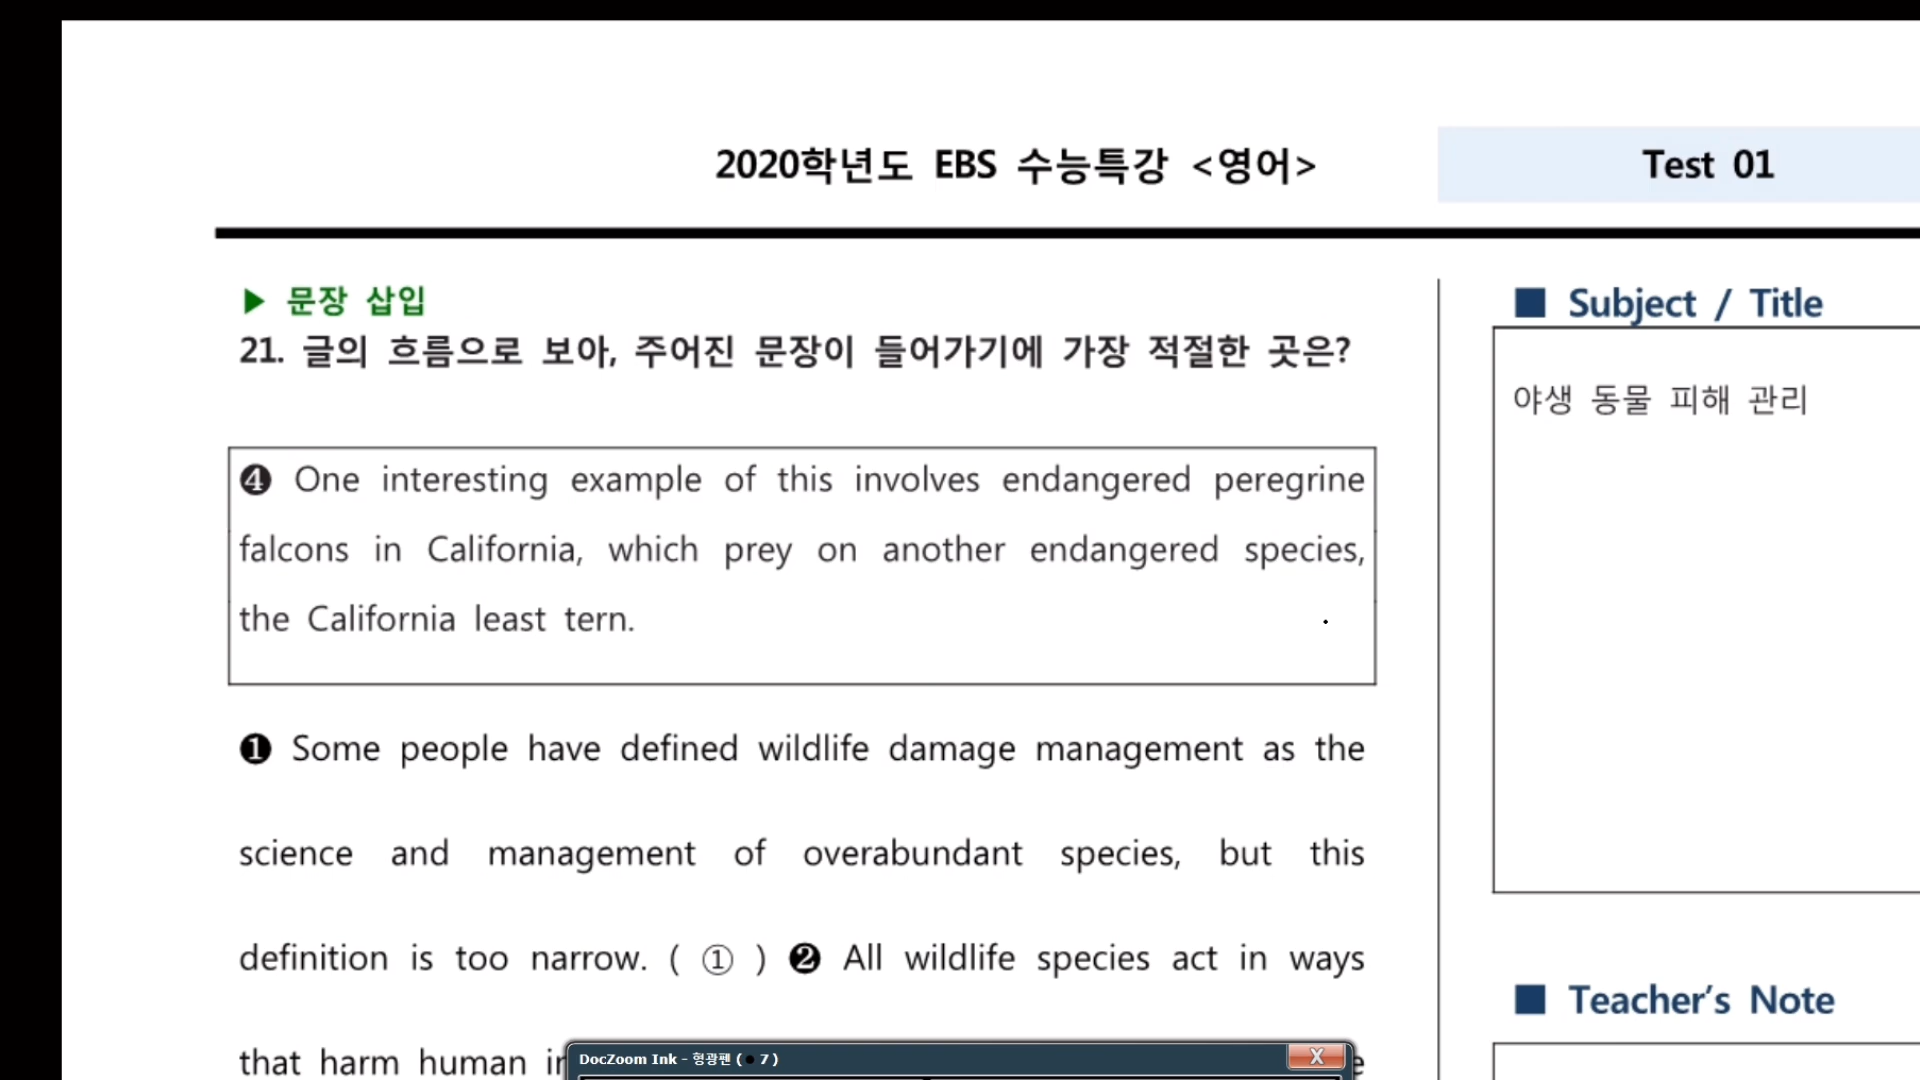 2020학년도 EBS 수능특강 <영어>
Test 01
▶ 문장 삽입
21. 글의 흐름으로 보아, 주어진 문장이 들어가기에 가장 적절한 곳은?
❹ One interesting example of this involves endangered peregrine
falcons in California, which prey on another endangered species,
the California least tern.
❶ Some people have defined wildlife damage management as the
science and management of overabundant species, but this
definition is too narrow. ( ① ) ❷ All wildlife species act in ways
that harm human
■ Subject / Title
야생 동물 피해 관리
■ Teacher's Note
DocZoom Ink - 형광펜 ( ● 7 )
X